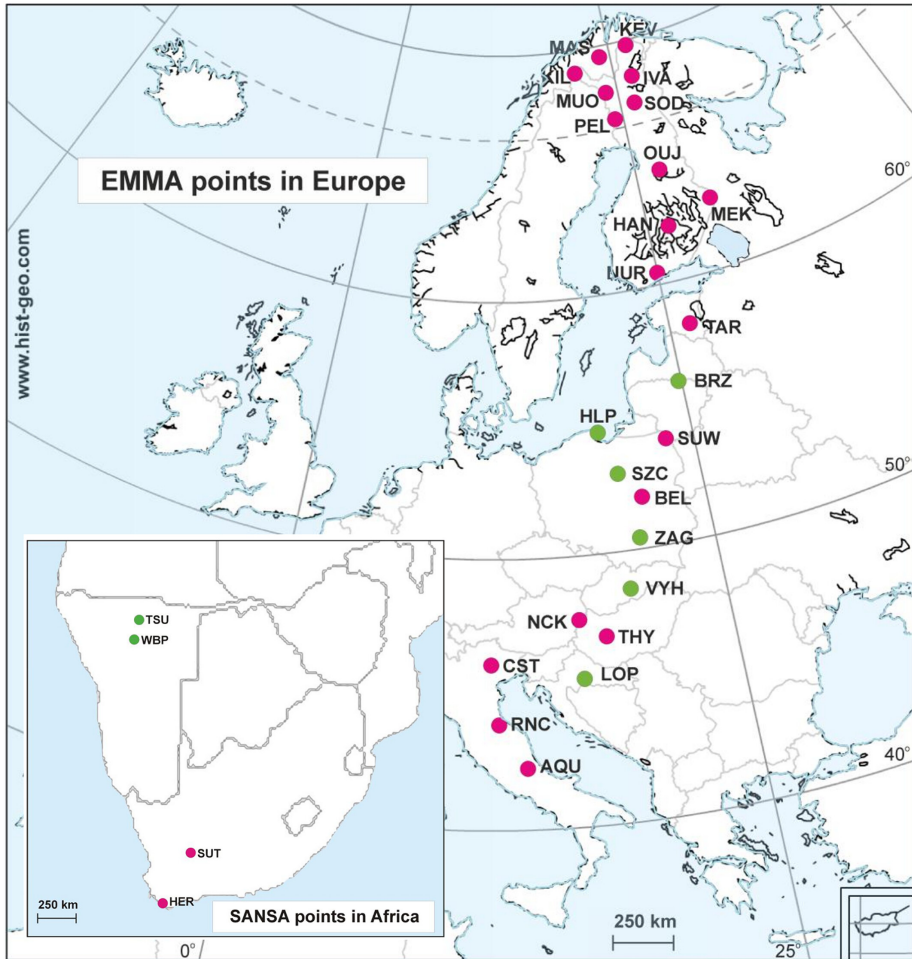 KEV
MAS
KIL
IVA
MUO
SOD
PEL
OUJ
60°
EMMA points in Europe
MEK
HAN
NUR
www.hist-geo.com
TAR
BRZ
HLP
SUW
50°
SZC
BEL
ZAG
VYH
NCK
THY
TSU
WBP
CST
LOP
RNC
40°
AQU
SUT
HER
250 km
SANSA points in Africa
250 km
0°
25°